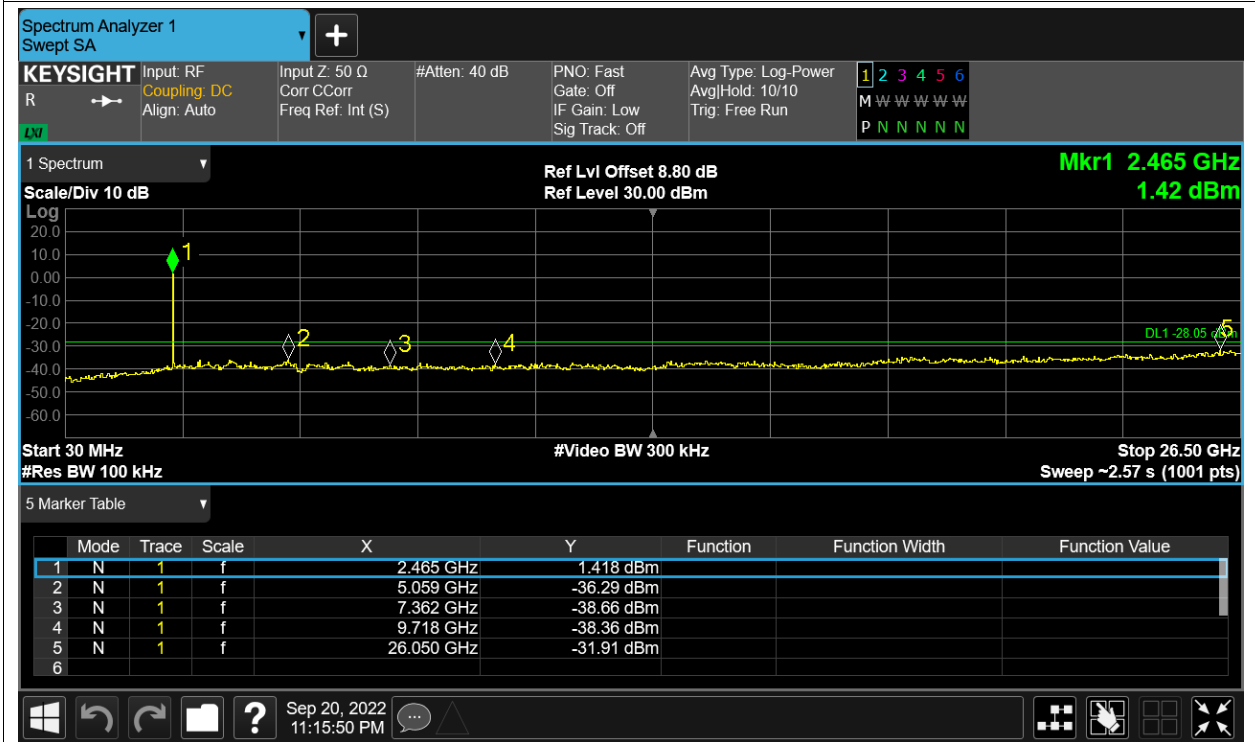 Spectrum Analyzer 1
Swept SA
KEYSIGHT Input: RF Input Z: 50 Ω #Atten: 40 dB PNO: Fast Avg Type: Log-Power 1 2 3 4 5 6
R Coupling: DC Corr CCorr Gate: Off Avg|Hold: 10/10 M W W W W W
Align: Auto Freq Ref: Int (S) IF Gain: Low Trig: Free Run
LXI Sig Track: Off P N N N N N
1 Spectrum Ref Lvl Offset 8.80 dB Mkr1 2.465 GHz
Scale/Div 10 dB Ref Level 30.00 dBm 1.42 dBm
Log
20.0
10.0 1
0.00
-10.0
-20.0 2 3 4 DL1 -28.05 dBm 5
-30.0
-40.0
-50.0
-60.0
Start 30 MHz #Video BW 300 kHz Stop 26.50 GHz
#Res BW 100 kHz Sweep ~2.57 s (1001 pts)
5 Marker Table
Mode Trace Scale X Y Function Function Width Function Value
1 N 1 f 2.465 GHz 1.418 dBm
2 N 1 f 5.059 GHz -36.29 dBm
3 N 1 f 7.362 GHz -38.66 dBm
4 N 1 f 9.718 GHz -38.36 dBm
5 N 1 f 26.050 GHz -31.91 dBm
6
? Sep 20, 2022
11:15:50 PM